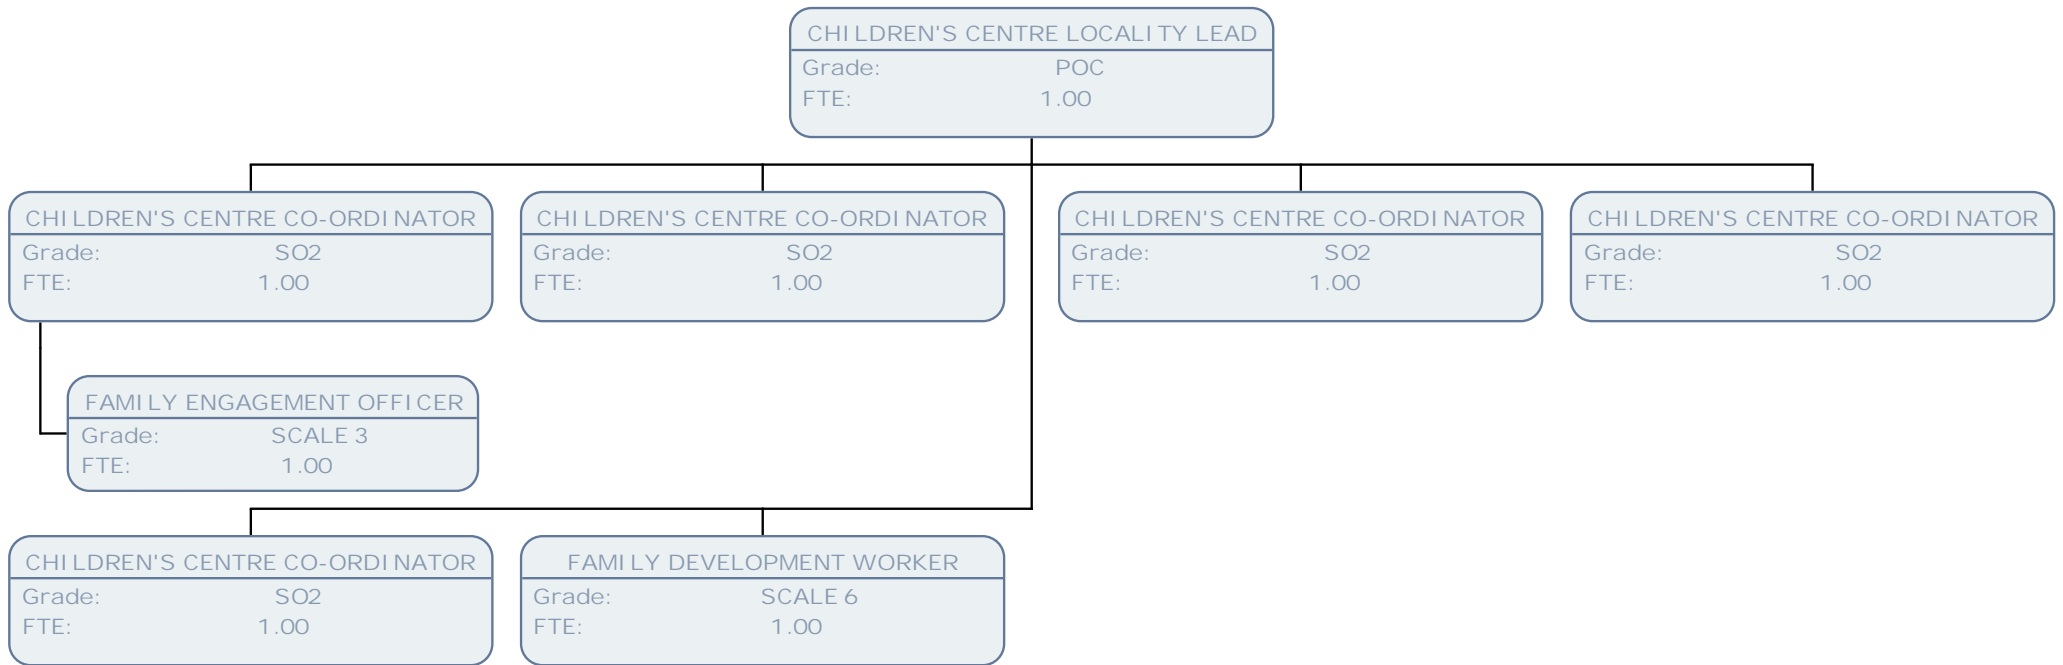 CHILDREN'S CENTRE LOCALITY LEAD
Grade: POC
FTE: 1.00
CHILDREN'S CENTRE CO-ORDINATOR
Grade: SO2
FTE: 1.00
CHILDREN'S CENTRE CO-ORDINATOR
Grade: SO2
FTE: 1.00
CHILDREN'S CENTRE CO-ORDINATOR
Grade: SO2
FTE: 1.00
CHILDREN'S CENTRE CO-ORDINATOR
Grade: SO2
FTE: 1.00
FAMILY ENGAGEMENT OFFICER
Grade: SCALE 3
FTE: 1.00
CHILDREN'S CENTRE CO-ORDINATOR
Grade: SO2
FTE: 1.00
FAMILY DEVELOPMENT WORKER
Grade: SCALE 6
FTE: 1.00